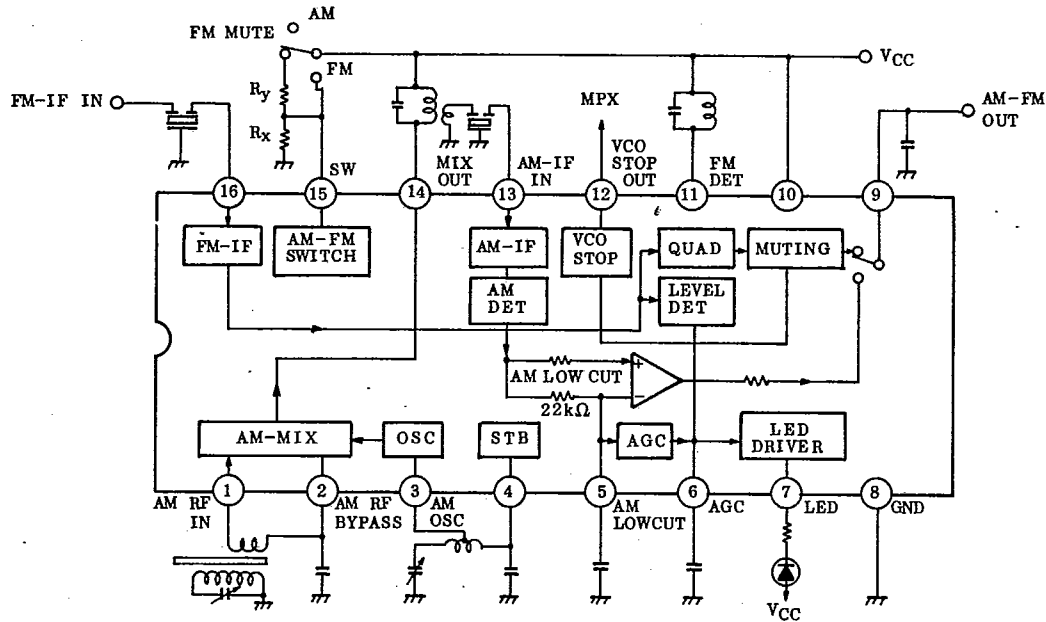 AM
FM MUTE
FM
VCC
FM-IF IN
Ry
Rx
MPX
AM-FM
OUT
SW
MIX
OUT
AM-IF
IN
VCO
STOP
OUT
FM
DET
16
15
14
13
12
11
10
9
FM-IF
AM-FM
SWITCH
AM-IF
VCO
STOP
QUAD
MUTING
AM
DET
LEVEL
DET
AM LOW CUT
22kΩ
+
−
AM-MIX
OSC
STB
AGC
LED
DRIVER
1
2
3
4
5
6
7
8
AM RF
IN
AM RF
BYPASS
AM
OSC
AM
LOWCUT
AGC
LED
GND
VCC